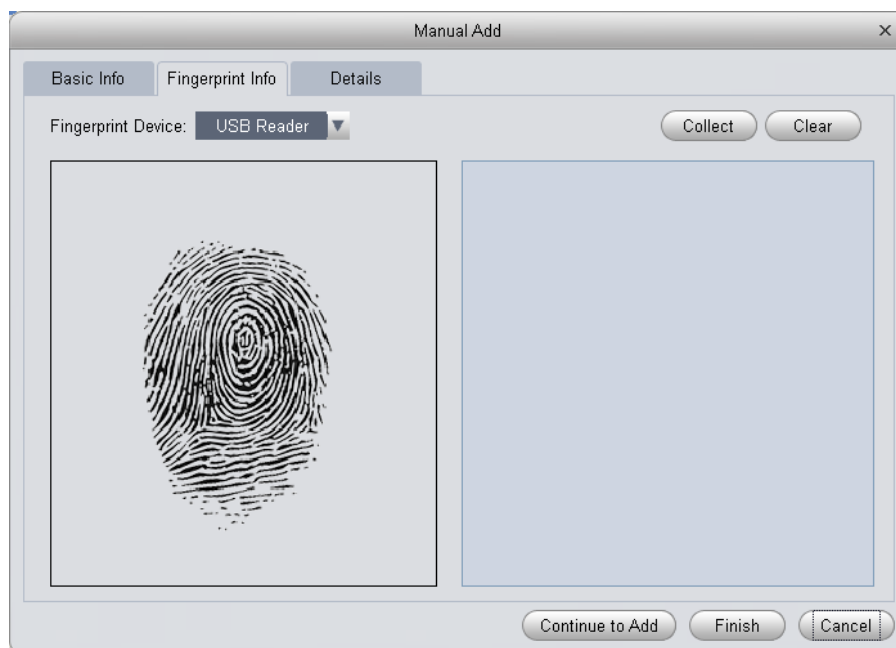 Manual Add
Basic Info Fingerprint Info Details
Fingerprint Device: USB Reader Collect Clear
Continue to Add Finish Cancel